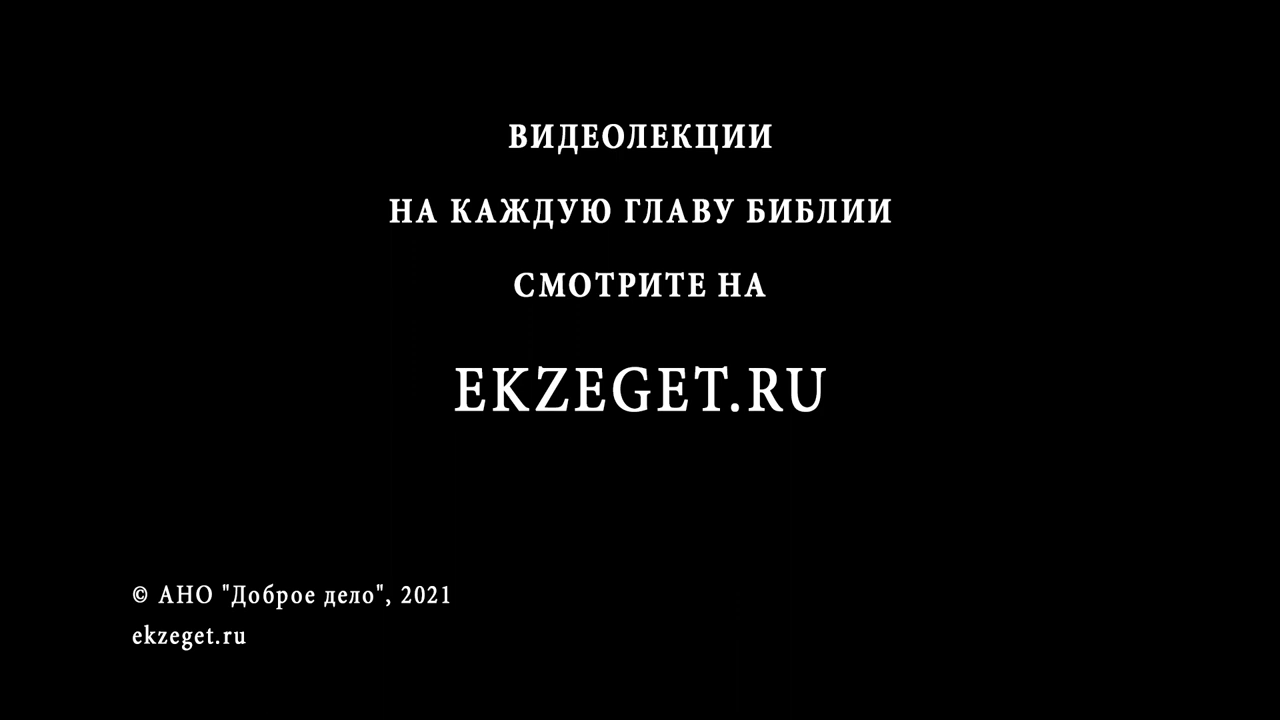 ВИДЕОЛЕКЦИИ
НА КАЖДУЮ ГЛАВУ БИБЛИИ
СМОТРИТЕ НА
EKZEGET.RU
© АНО "Доброе дело", 2021
ekzeget.ru